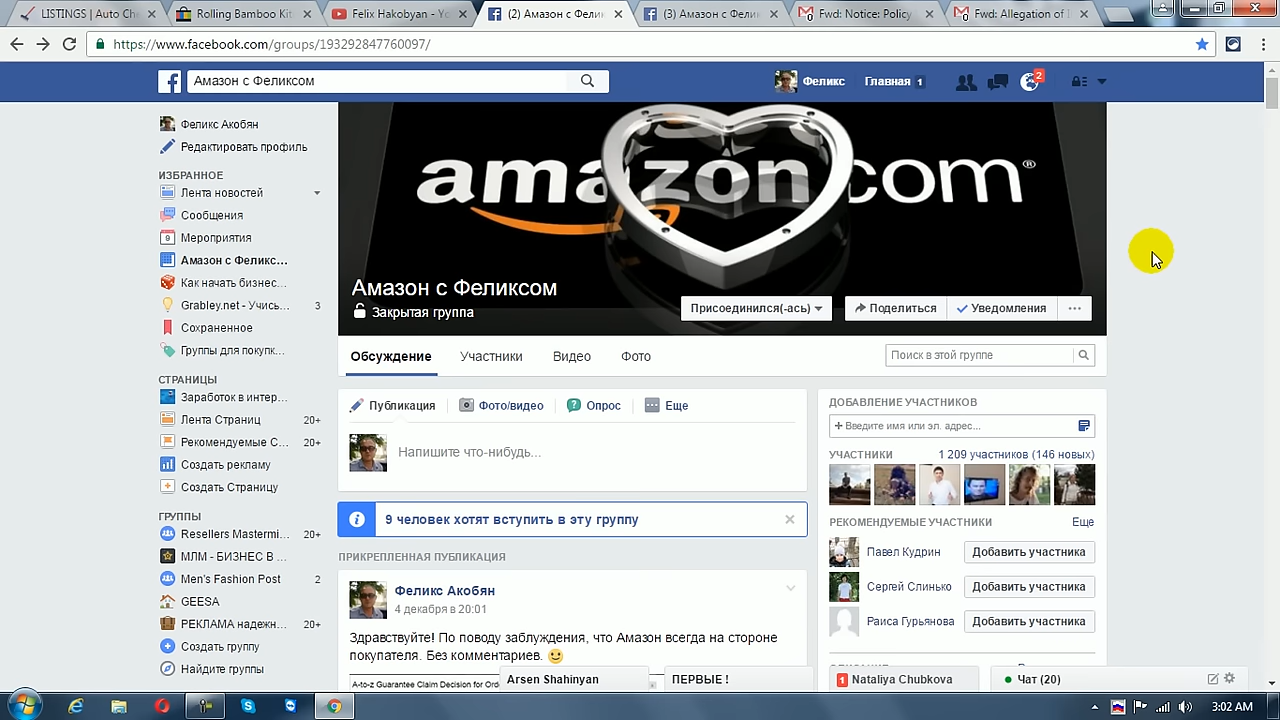 LISTINGS | Auto Che
Rolling Bamboo Kit
Felix Hakobyan - Yo
(2) Амазон с Фелик
(3) Амазон с Фелик
Fwd: Notice: Policy
Fwd: Allegation of I
https://www.facebook.com/groups/193292847760097/
Амазон с Феликсом
Феликс
Главная 1
2
Феликс Акобян
Редактировать профиль
ИЗБРАННОЕ
Лента новостей
Сообщения
9 Мероприятия
Амазон с Феликс...
Как начать бизнес...
Grabley.net - Учись... 3
Сохраненное
Группы для покупк...
СТРАНИЦЫ
Заработок в интер...
Лента Страниц 20+
Рекомендуемые С... 20+
Создать рекламу
Создать Страницу
ГРУППЫ
Resellers Mastermi... 20+
МЛМ - БИЗНЕС В ...
Men's Fashion Post 2
GEESA
РЕКЛАМА надежн... 20+
Создать группу
Найдите группы
amazon.com®
Амазон с Феликсом
Закрытая группа
Присоединился(-ась)
Поделиться
Уведомления
Обсуждение
Участники
Видео
Фото
Поиск в этой группе
Публикация
Фото/видео
Опрос
Еще
Напишите что-нибудь...
9 человек хотят вступить в эту группу
ПРИКРЕПЛЕННАЯ ПУБЛИКАЦИЯ
Феликс Акобян
4 декабря в 20:01
Здравствуйте! По поводу заблуждения, что Амазон всегда на стороне
покупателя. Без комментариев.
A-to-z Guarantee Claim Decision for Orde
ДОБАВЛЕНИЕ УЧАСТНИКОВ
+ Введите имя или эл. адрес...
УЧАСТНИКИ
1 209 участников (146 новых)
РЕКОМЕНДУЕМЫЕ УЧАСТНИКИ
Еще
Павел Кудрин
Добавить участника
Сергей Слинько
Добавить участника
Раиса Гурьянова
Добавить участника
Arsen Shahinyan
ПЕРВЫЕ !
1 Nataliya Chubkova
Чат (20)
3:02 AM